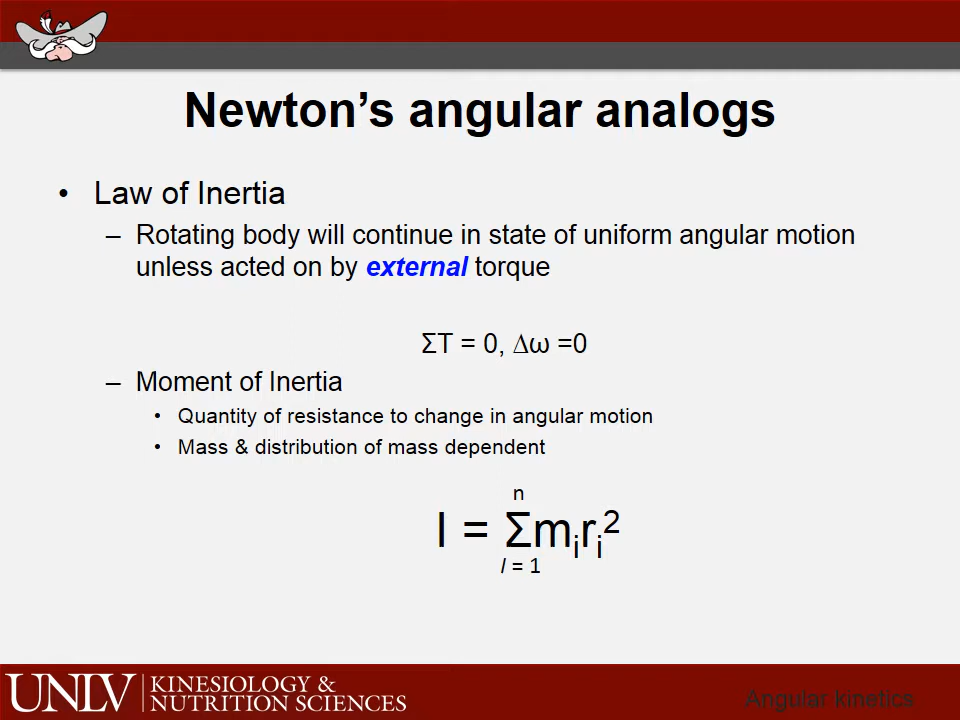 Newton’s angular analogs
• Law of Inertia
– Rotating body will continue in state of uniform angular motion
unless acted on by external torque
ΣT = 0, Δω =0
– Moment of Inertia
• Quantity of resistance to change in angular motion
• Mass & distribution of mass dependent
n
I = Σmᵢrᵢ²
I = 1
UNLV
KINESIOLOGY &
NUTRITION SCIENCES
Angular kinetics